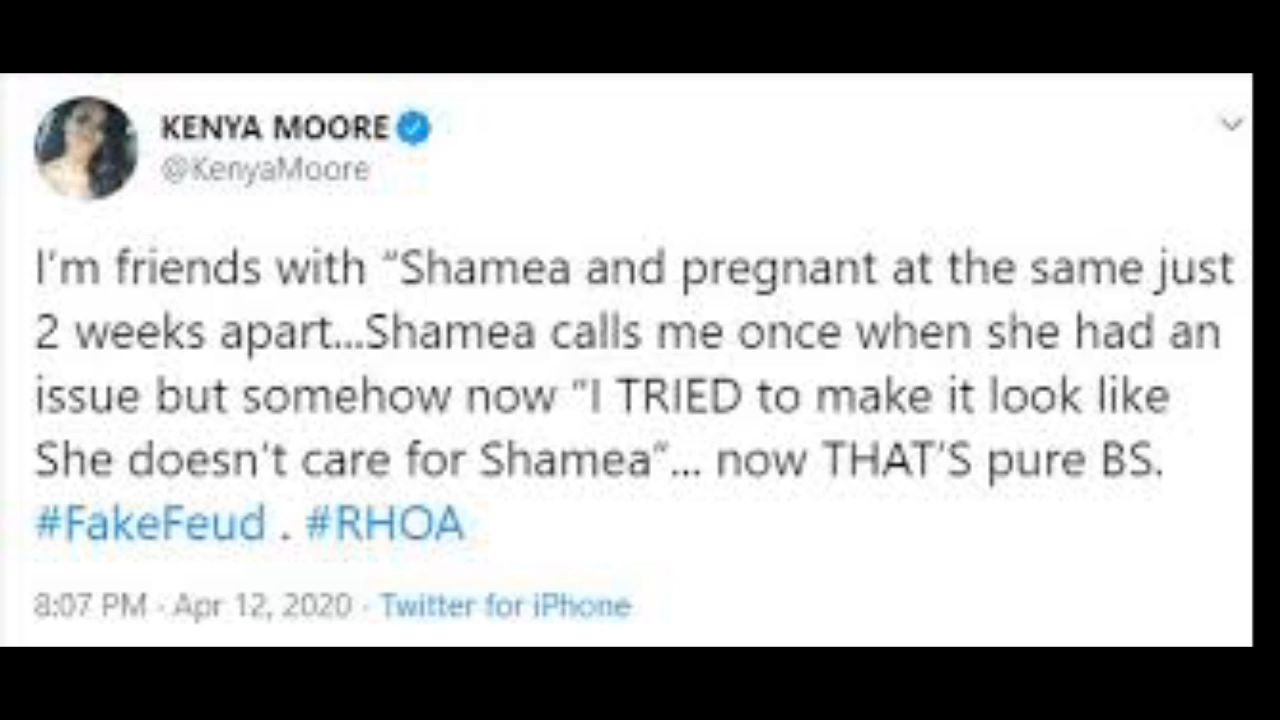 KENYA MOORE
@KenyaMoore
I'm friends with “Shamea and pregnant at the same just
2 weeks apart...Shamea calls me once when she had an
issue but somehow now “I TRIED to make it look like
She doesn't care for Shamea”... now THAT'S pure BS.
#FakeFeud . #RHOA
8:07 PM · Apr 12, 2020 · Twitter for iPhone